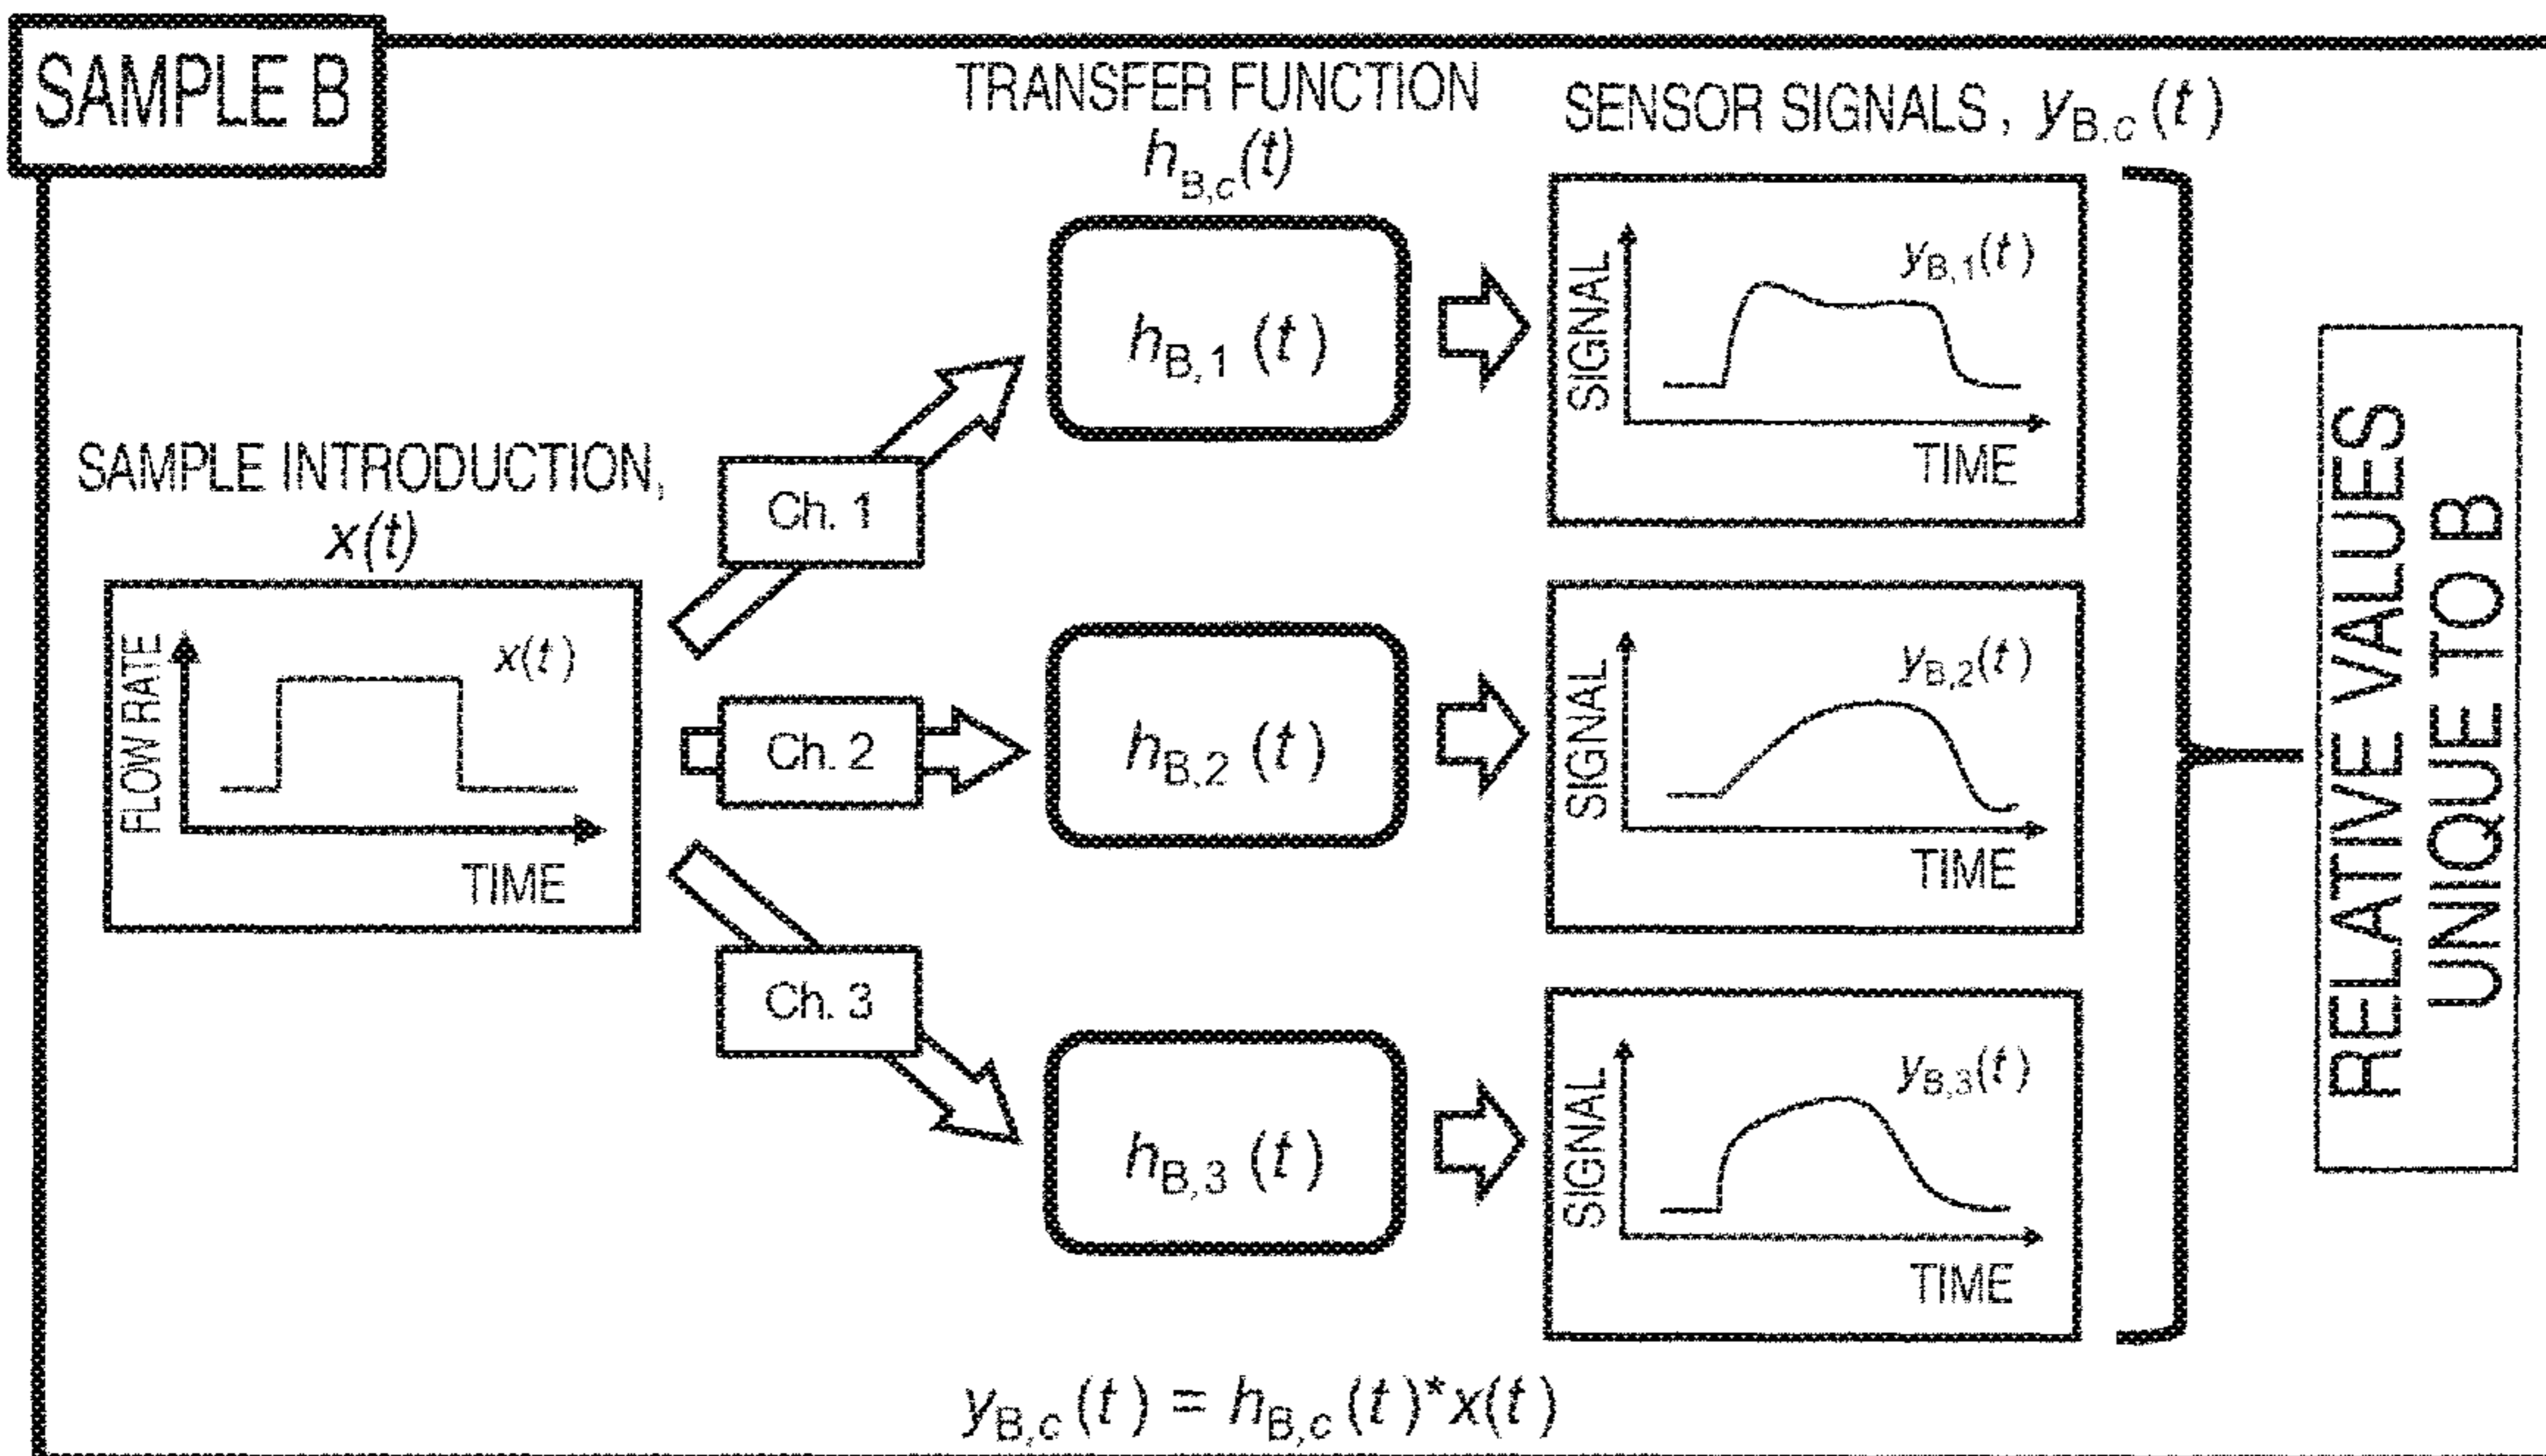 SAMPLE B
TRANSFER FUNCTION
h_B,c(t)
SENSOR SIGNALS, y_B,c(t)
SAMPLE INTRODUCTION,
x(t)
FLOW RATE
x(t)
TIME
Ch. 1
h_B,1(t)
SIGNAL
y_B,1(t)
TIME
Ch. 2
h_B,2(t)
SIGNAL
y_B,2(t)
TIME
Ch. 3
h_B,3(t)
SIGNAL
y_B,3(t)
TIME
RELATIVE VALUES
UNIQUE TO B
y_B,c(t) = h_B,c(t)*x(t)